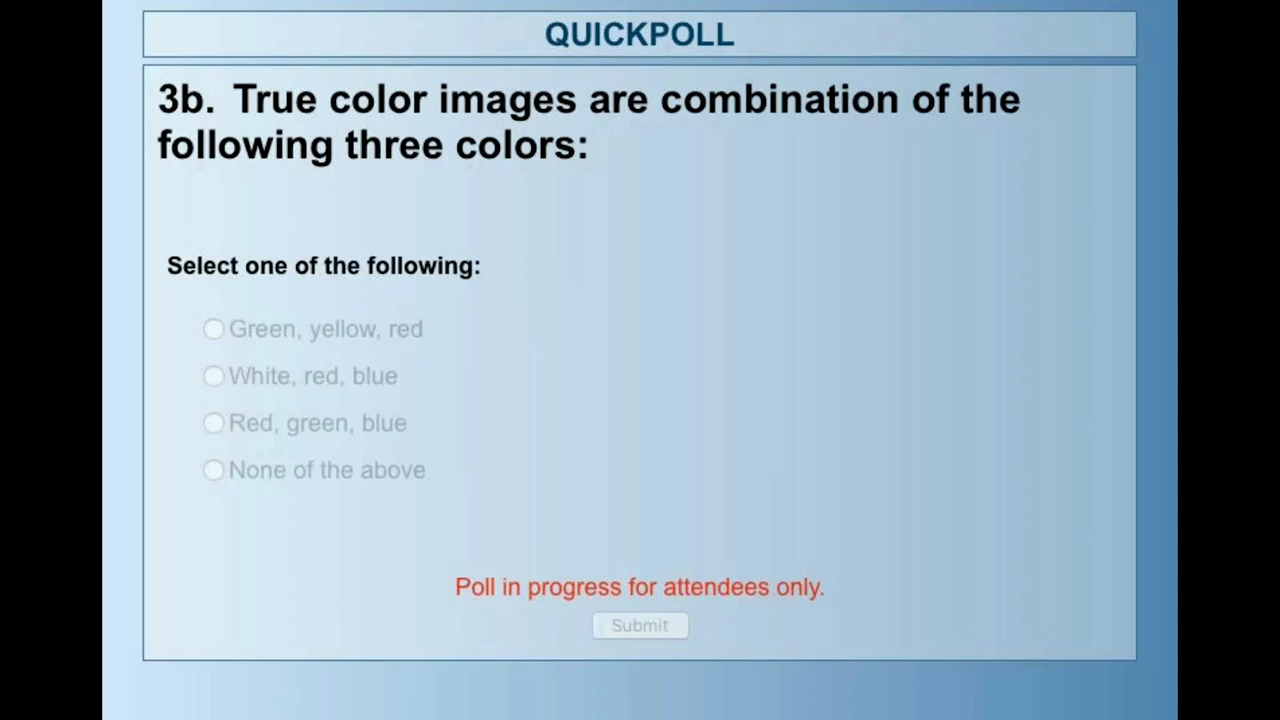 QUICKPOLL
3b. True color images are combination of the
following three colors:
Select one of the following:
Green, yellow, red
White, red, blue
Red, green, blue
None of the above
Poll in progress for attendees only.
Submit